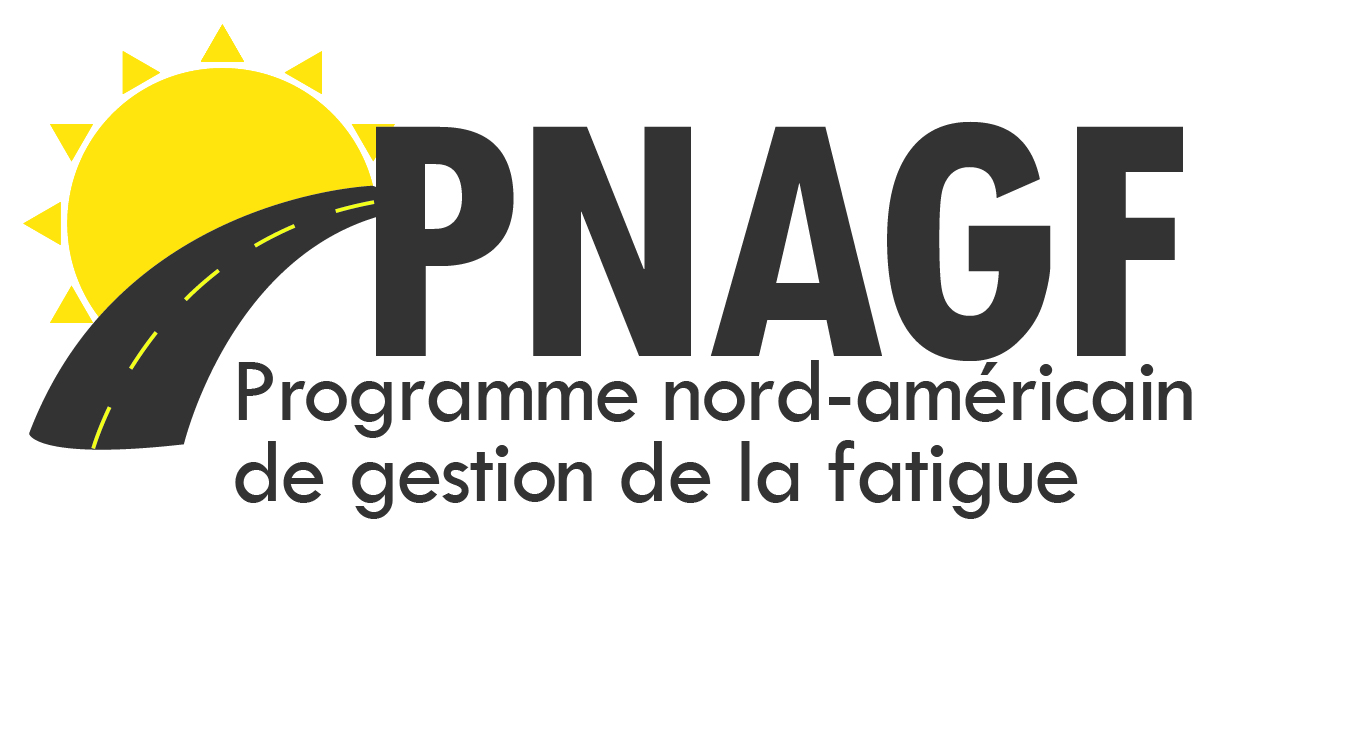 PNAGF
Programme nord-américain
de gestion de la fatigue